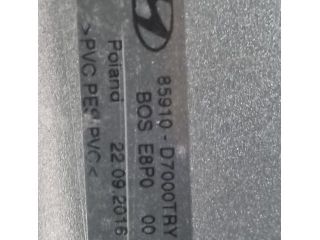 85910 - D7000TRY
BOS E8P0 00
Poland 22.09.2016
>PVC PES PVC<